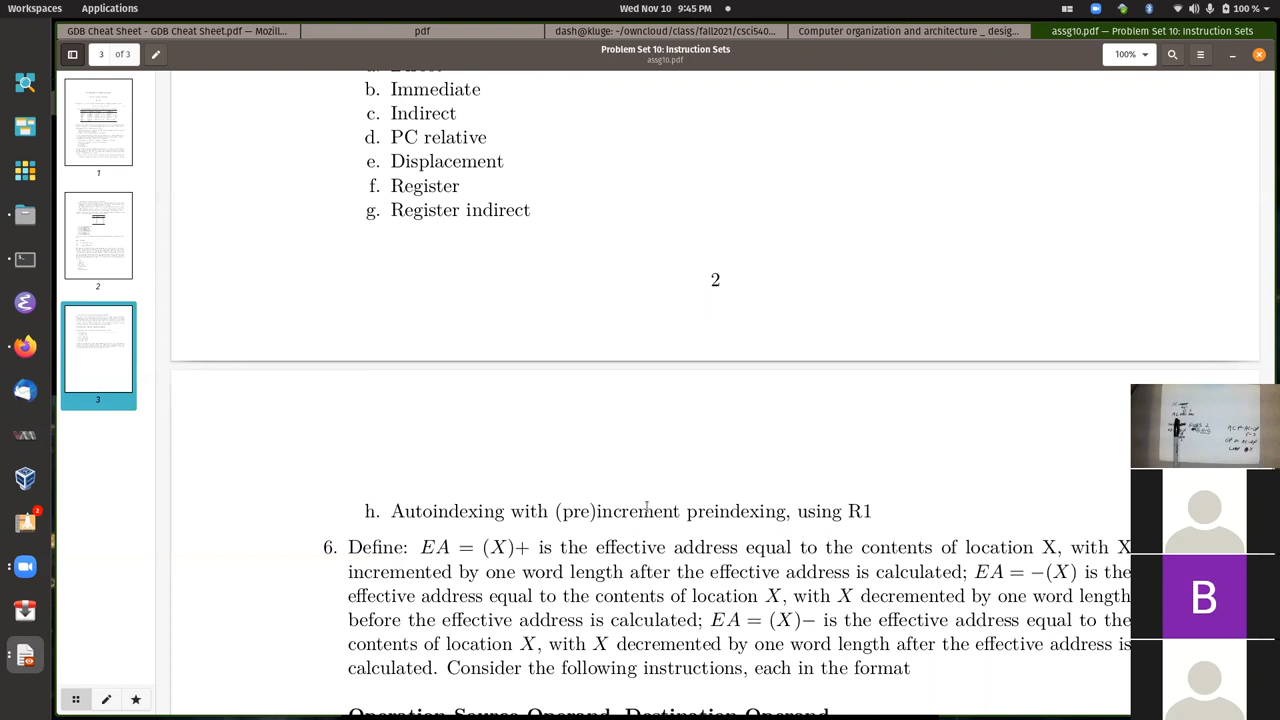 Workspaces Applications Wed Nov 10 9:45 PM 100 %
GDB Cheat Sheet - GDB Cheat Sheet.pdf — Mozill...
pdf
dash@kluge: ~/owncloud/class/fall2021/csci540...
Computer organization and architecture _ desig...
assg10.pdf — Problem Set 10: Instruction Sets
3 of 3
Problem Set 10: Instruction Sets
assg10.pdf
100%
b. Immediate
c. Indirect
d. PC relative
e. Displacement
f. Register
g. Register indirect
2
h. Autoindexing with (pre)increment preindexing, using R1
6. Define: EA = (X)+ is the effective address equal to the contents of location X, with X
incremented by one word length after the effective address is calculated; EA = −(X) is the
effective address equal to the contents of location X, with X decremented by one word length
before the effective address is calculated; EA = (X)− is the effective address equal to the
contents of location X, with X decremented by one word length after the effective address is
calculated. Consider the following instructions, each in the format
Operation Source Operand, Destination Operand
1
2
3
2
B